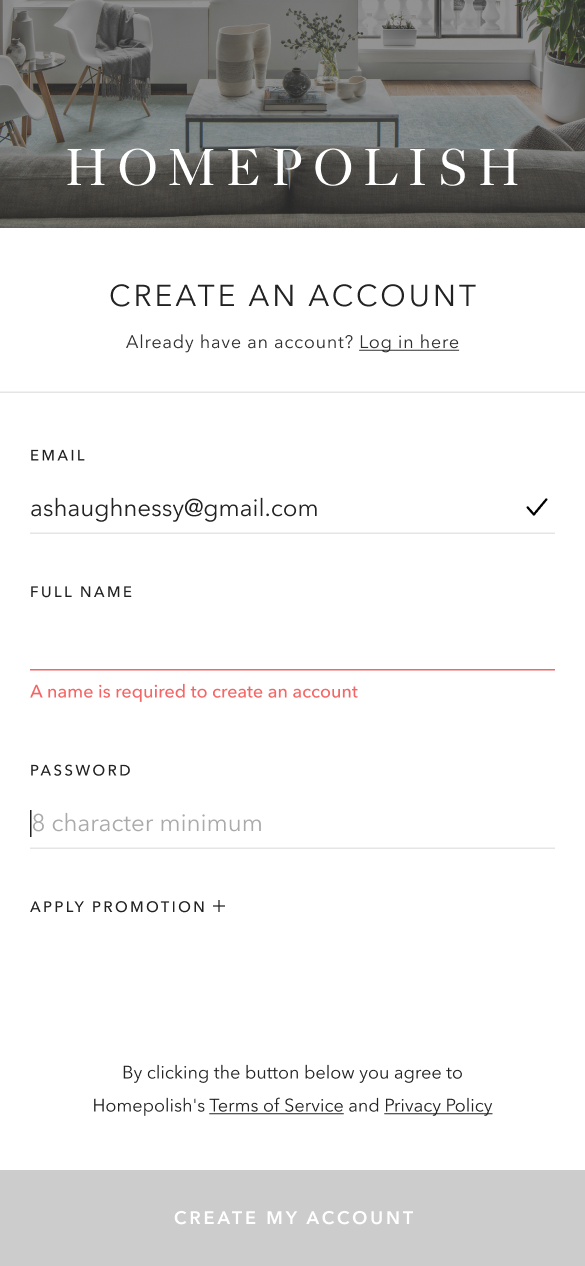 HOMEPOLISH
CREATE AN ACCOUNT
Already have an account? Log in here
EMAIL
ashaughnessy@gmail.com
FULL NAME
A name is required to create an account
PASSWORD
8 character minimum
APPLY PROMOTION +
By clicking the button below you agree to
Homepolish's Terms of Service and Privacy Policy
CREATE MY ACCOUNT